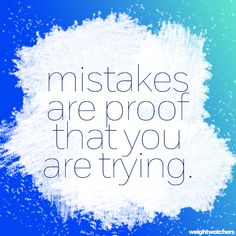 mistakes
are proof
that you
are trying.
weightwatchers